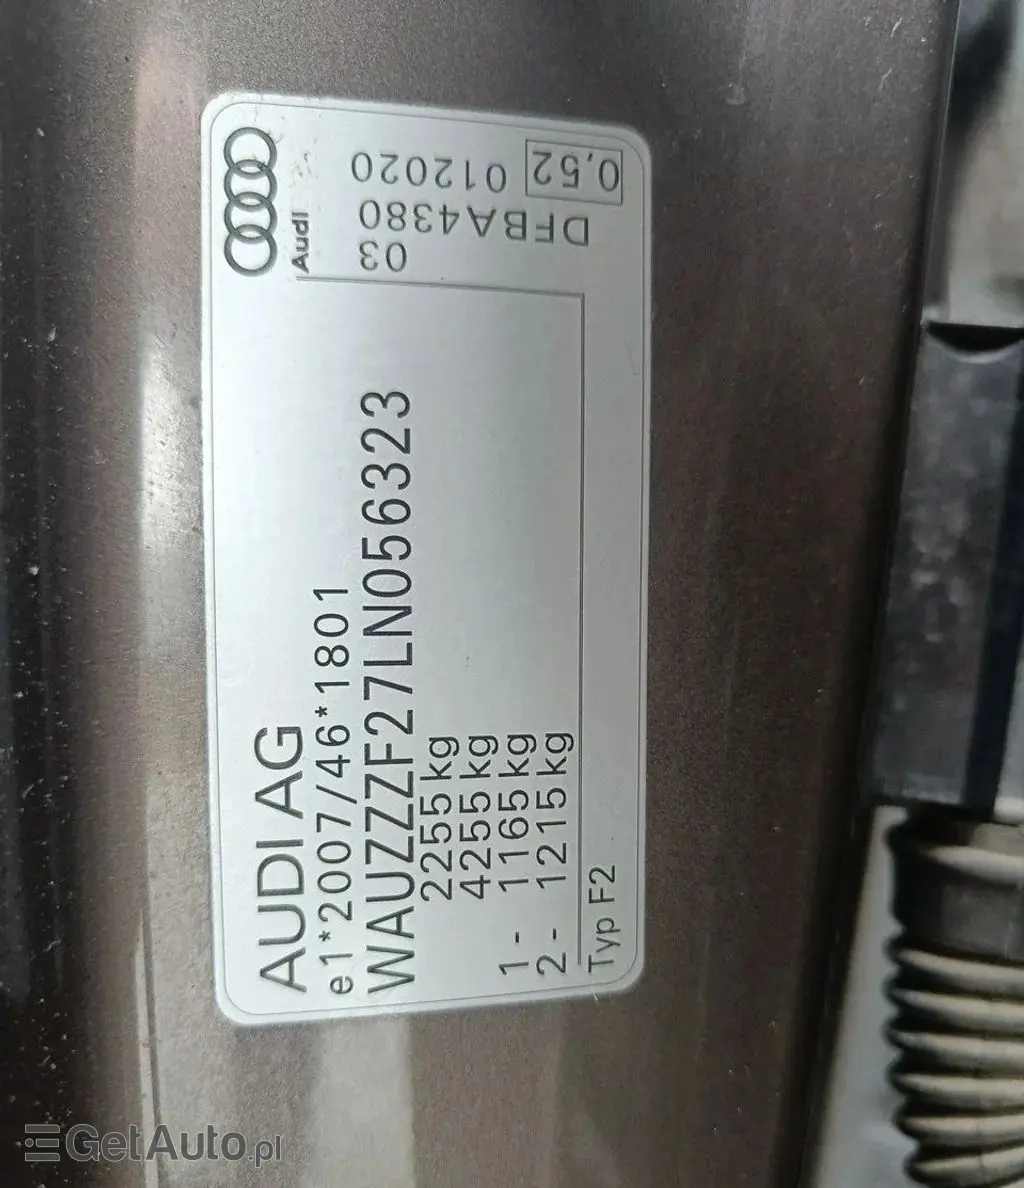 AUDI AG
e1*2007/46*1801
WAUZZZF27LN056323
2255 kg
4255 kg
1 - 1165 kg
2 - 1215 kg
Typ F2
Audi
03
DFBA4380
012020 0,52
GetAuto.pl